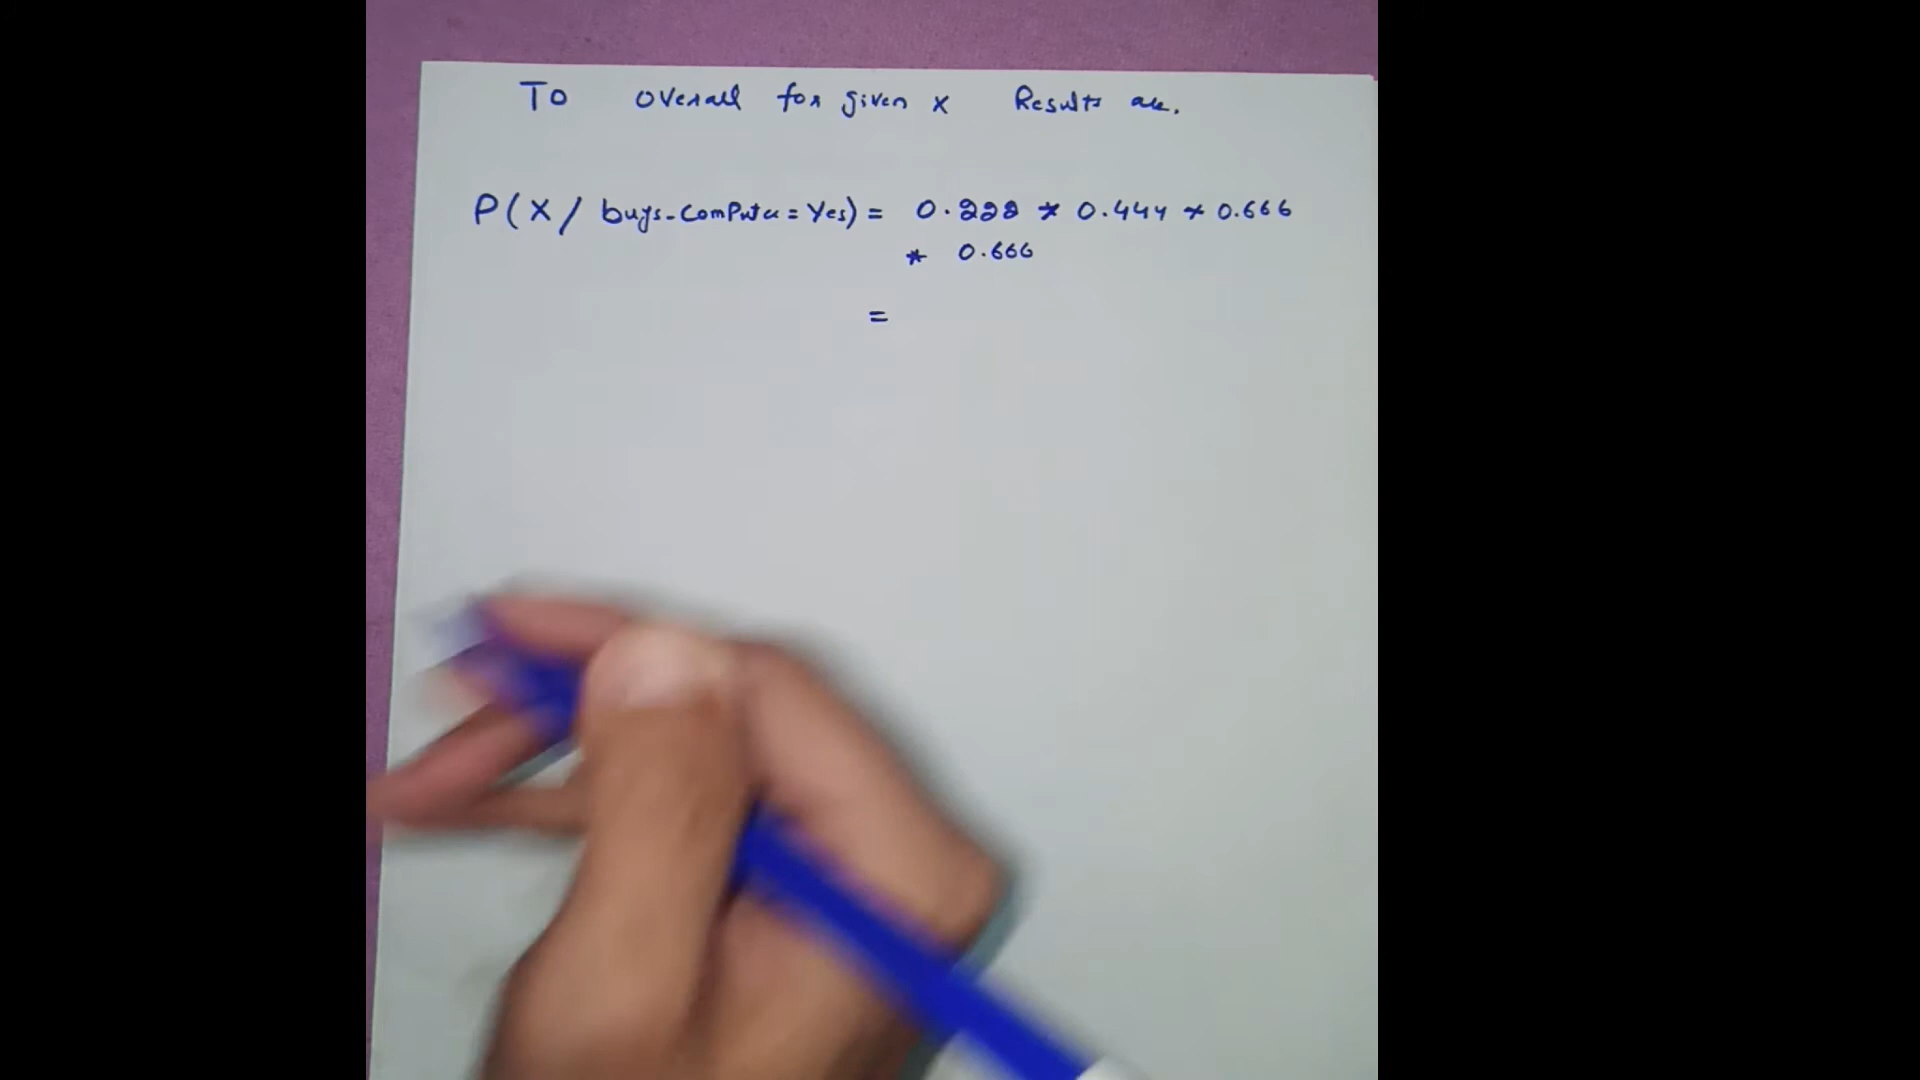 To overall for given x Results are.
P(X/ buys-computer = Yes) = 0.222 * 0.444 * 0.666
* 0.666
=